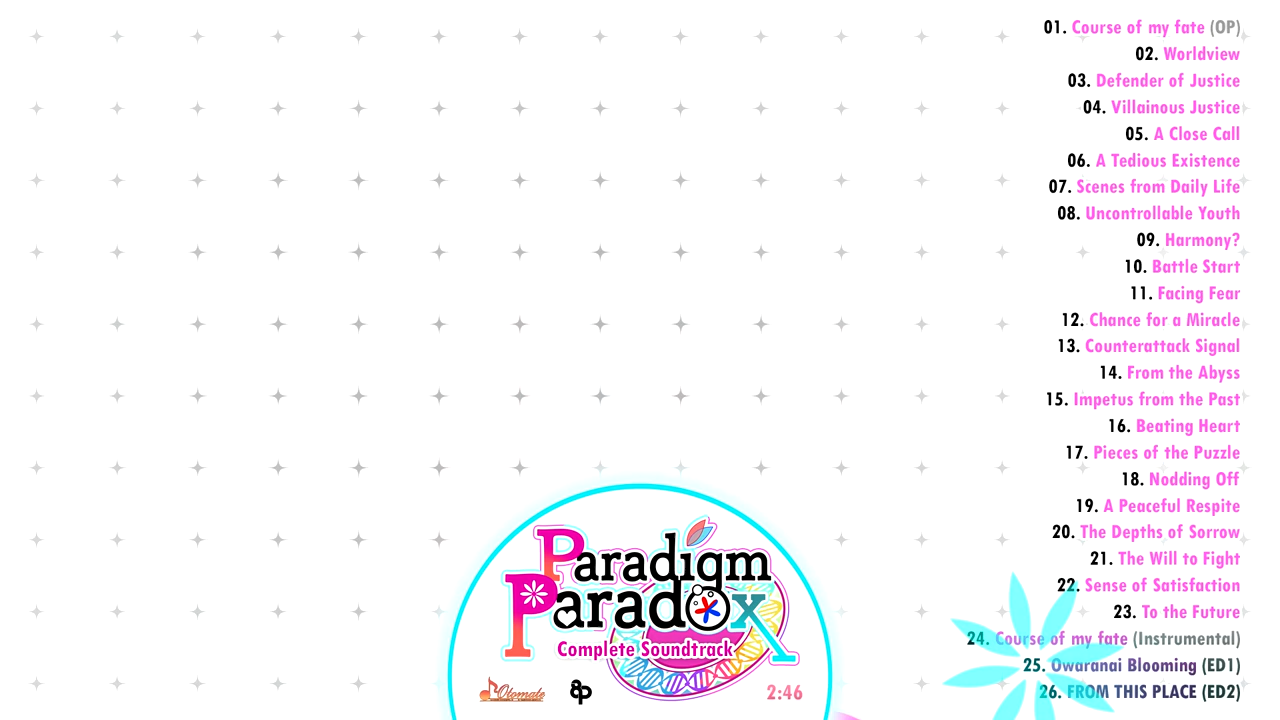 01. Course of my fate (OP)
02. Worldview
03. Defender of Justice
04. Villainous Justice
05. A Close Call
06. A Tedious Existence
07. Scenes from Daily Life
08. Uncontrollable Youth
09. Harmony?
10. Battle Start
11. Facing Fear
12. Chance for a Miracle
13. Counterattack Signal
14. From the Abyss
15. Impetus from the Past
16. Beating Heart
17. Pieces of the Puzzle
18. Nodding Off
19. A Peaceful Respite
20. The Depths of Sorrow
21. The Will to Fight
22. Sense of Satisfaction
23. To the Future
24. Course of my fate (Instrumental)
25. Owaranai Blooming (ED1)
26. FROM THIS PLACE (ED2)
Paradigm
Paradox
Complete Soundtrack
Otomate
2:46